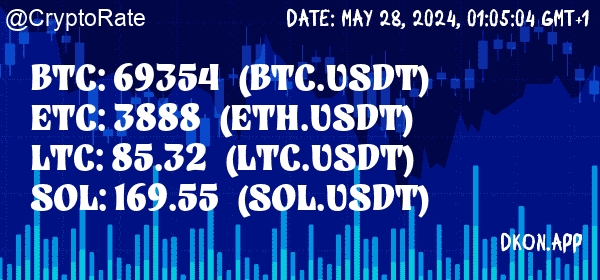 @CryptoRate
DATE: MAY 28, 2024, 01:05:04 GMT+1
BTC: 69354 (BTC.USDT)
ETC: 3888 (ETH.USDT)
LTC: 85.32 (LTC.USDT)
SOL: 169.55 (SOL.USDT)
DKON.APP